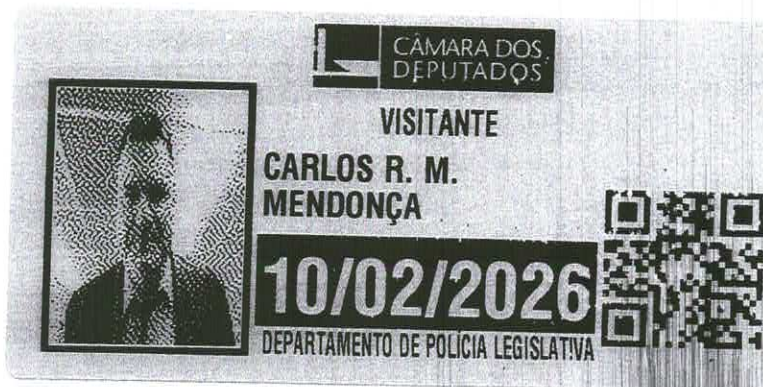 CÂMARA DOS
DEPUTADOS
VISITANTE
CARLOS R. M.
MENDONÇA
10/02/2026
DEPARTAMENTO DE POLÍCIA LEGISLATIVA